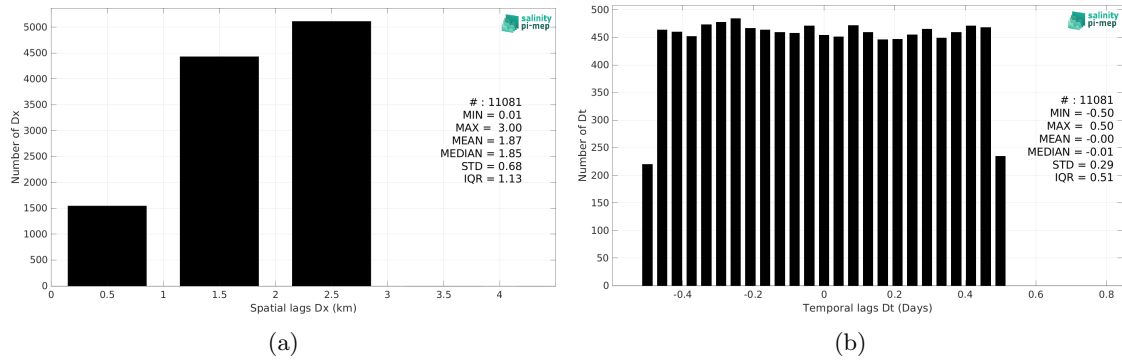 5000
4500
4000
3500
3000
2500
2000
1500
1000
500
0
Number of Dx
0
0.5
1
1.5
2
2.5
3
3.5
4
Spatial lags Dx (km)
salinity
pi-mep
# : 11081
MIN = 0.01
MAX = 3.00
MEAN = 1.87
MEDIAN = 1.85
STD = 0.68
IQR = 1.13
(a)
500
450
400
350
300
250
200
150
100
50
0
Number of Dt
-0.4
-0.2
0
0.2
0.4
0.6
0.8
Temporal lags Dt (Days)
salinity
pi-mep
# : 11081
MIN = -0.50
MAX = 0.50
MEAN = -0.00
MEDIAN = -0.01
STD = 0.29
IQR = 0.51
(b)